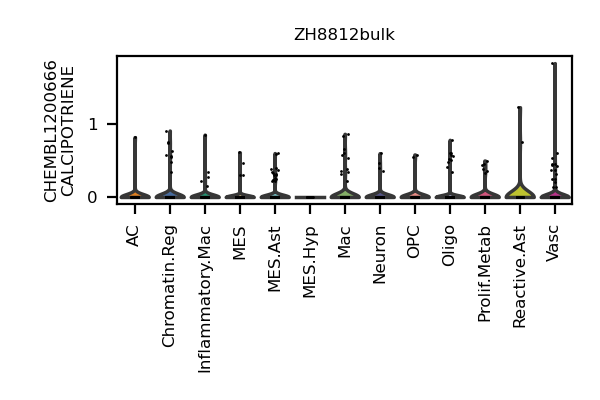 ZH8812bulk
CHEMBL1200666
CALCIPOTRIENE
1
0
AC
Chromatin.Reg
Inflammatory.Mac
MES
MES.Ast
MES.Hyp
Mac
Neuron
OPC
Oligo
Prolif.Metab
Reactive.Ast
Vasc